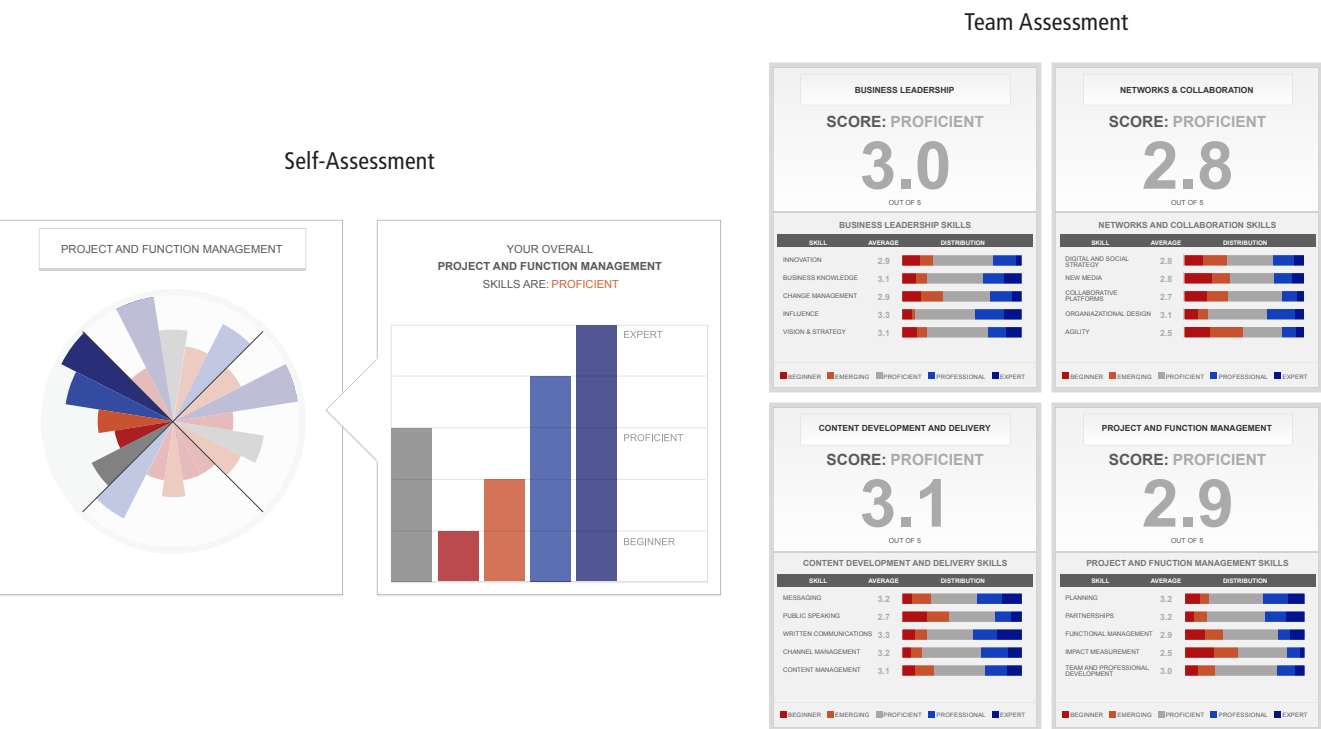 Team Assessment
Self-Assessment
PROJECT AND FUNCTION MANAGEMENT
YOUR OVERALL
PROJECT AND FUNCTION MANAGEMENT
SKILLS ARE: PROFICIENT
EXPERT
PROFICIENT
BEGINNER
BUSINESS LEADERSHIP
SCORE: PROFICIENT
3.0
OUT OF 5
BUSINESS LEADERSHIP SKILLS
SKILL AVERAGE DISTRIBUTION
INNOVATION 2.9
BUSINESS KNOWLEDGE 3.1
CHANGE MANAGEMENT 2.9
INFLUENCE 3.3
VISION & STRATEGY 3.1
BEGINNER EMERGING PROFICIENT PROFESSIONAL EXPERT
NETWORKS & COLLABORATION
SCORE: PROFICIENT
2.8
OUT OF 5
NETWORKS AND COLLABORATION SKILLS
SKILL AVERAGE DISTRIBUTION
DIGITAL AND SOCIAL
STRATEGY 2.8
NEW MEDIA 2.8
COLLABORATIVE
PLATFORMS 2.7
ORGANIAZATIONAL DESIGN 3.1
AGILITY 2.5
BEGINNER EMERGING PROFICIENT PROFESSIONAL EXPERT
CONTENT DEVELOPMENT AND DELIVERY
SCORE: PROFICIENT
3.1
OUT OF 5
CONTENT DEVELOPMENT AND DELIVERY SKILLS
SKILL AVERAGE DISTRIBUTION
MESSAGING 3.2
PUBLIC SPEAKING 2.7
WRITTEN COMMUNICATIONS 3.3
CHANNEL MANAGEMENT 3.2
CONTENT MANAGEMENT 3.1
BEGINNER EMERGING PROFICIENT PROFESSIONAL EXPERT
PROJECT AND FUNCTION MANAGEMENT
SCORE: PROFICIENT
2.9
OUT OF 5
PROJECT AND FNUCTION MANAGEMENT SKILLS
SKILL AVERAGE DISTRIBUTION
PLANNING 3.2
PARTNERSHIPS 3.2
FUNCTIONAL MANAGEMENT 2.9
IMPACT MEASUREMENT 2.5
TEAM AND PROFESSIONAL
DEVELOPMENT 3.0
BEGINNER EMERGING PROFICIENT PROFESSIONAL EXPERT